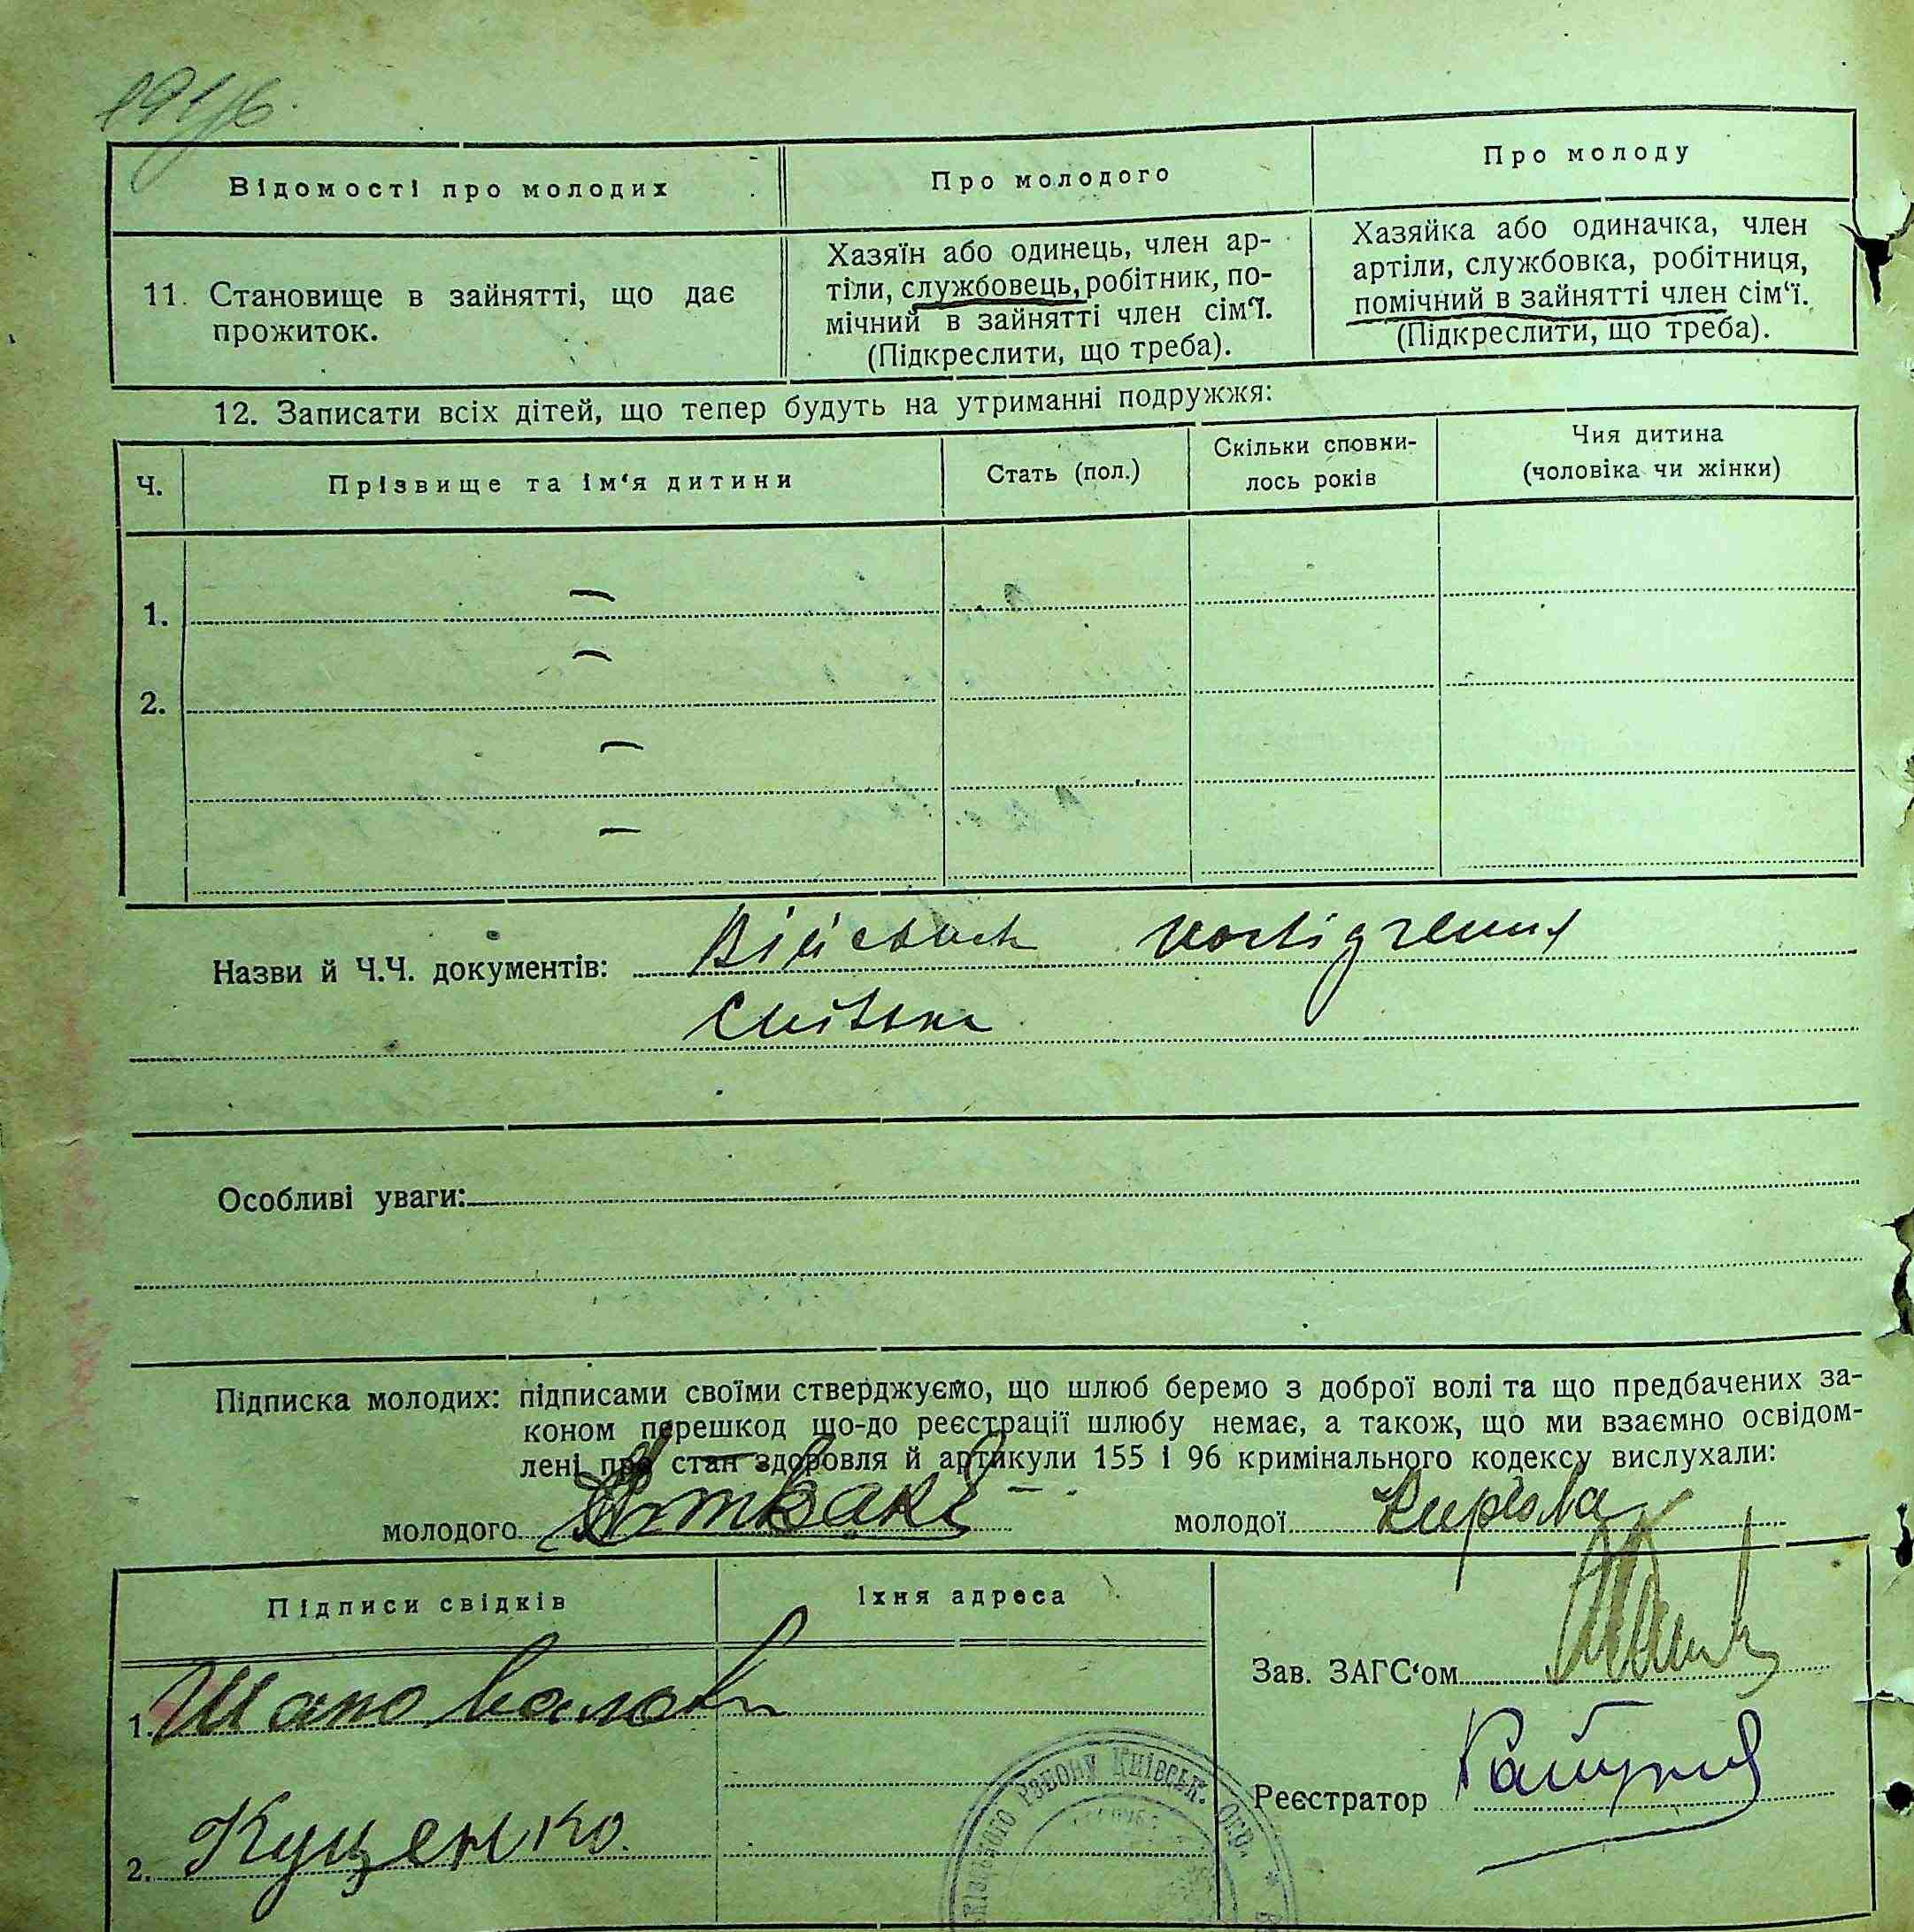 Відомості про молодих
Про молодого
Про молоду
11. Становище в зайнятті, що дає
прожиток.
Хазяїн або одинець, член ар-
тіли, службовець, робітник, по-
мічний в зайнятті член сім‘ї.
(Підкреслити, що треба).
Хазяйка або одиначка, член
артіли, службовка, робітниця,
помічний в зайнятті член сім‘ї.
(Підкреслити, що треба).
12. Записати всіх дітей, що тепер будуть на утриманні подружжя:
Ч.
Прізвище та ім‘я дитини
Стать (пол.)
Скільки сповни-
лось років
Чия дитина
(чоловіка чи жінки)
1. —
2. —
—
—
Назви й Ч.Ч. документів:
Особливі уваги:
Підписка молодих: підписами своїми стверджуємо, що шлюб беремо з доброї волі та що предбачених за-
коном перешкод що-до реєстрації шлюбу немає, а також, що ми взаємно освідом-
лені про стан здоровля й артикули 155 і 96 кримінального кодексу вислухали:
молодого
молодої
Підписи свідків
Їхня адреса
1. Шаповалов
2. Куценко.
Зав. ЗАГС‘ом
Реєстратор
району Київськ. Окр. *